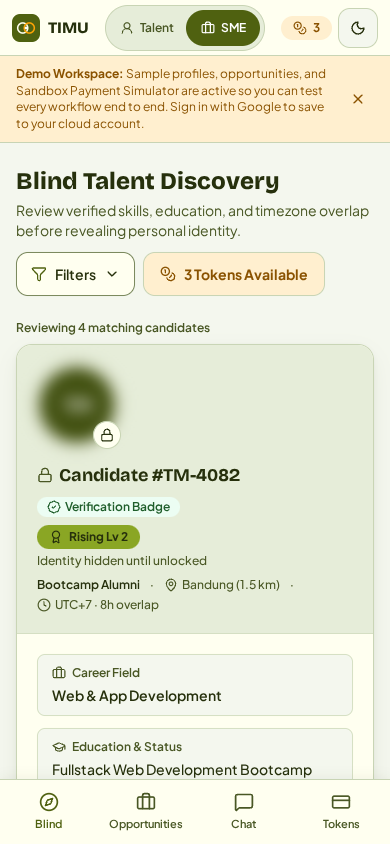 TIMU
Talent
SME
3
Demo Workspace: Sample profiles, opportunities, and
Sandbox Payment Simulator are active so you can test
every workflow end to end. Sign in with Google to save
to your cloud account.
Blind Talent Discovery
Review verified skills, education, and timezone overlap
before revealing personal identity.
Filters
3 Tokens Available
Reviewing 4 matching candidates
Candidate #TM-4082
Verification Badge
Rising Lv 2
Identity hidden until unlocked
Bootcamp Alumni · Bandung (1.5 km) ·
UTC+7 · 8h overlap
Career Field
Web & App Development
Education & Status
Fullstack Web Development Bootcamp
Blind
Opportunities
Chat
Tokens